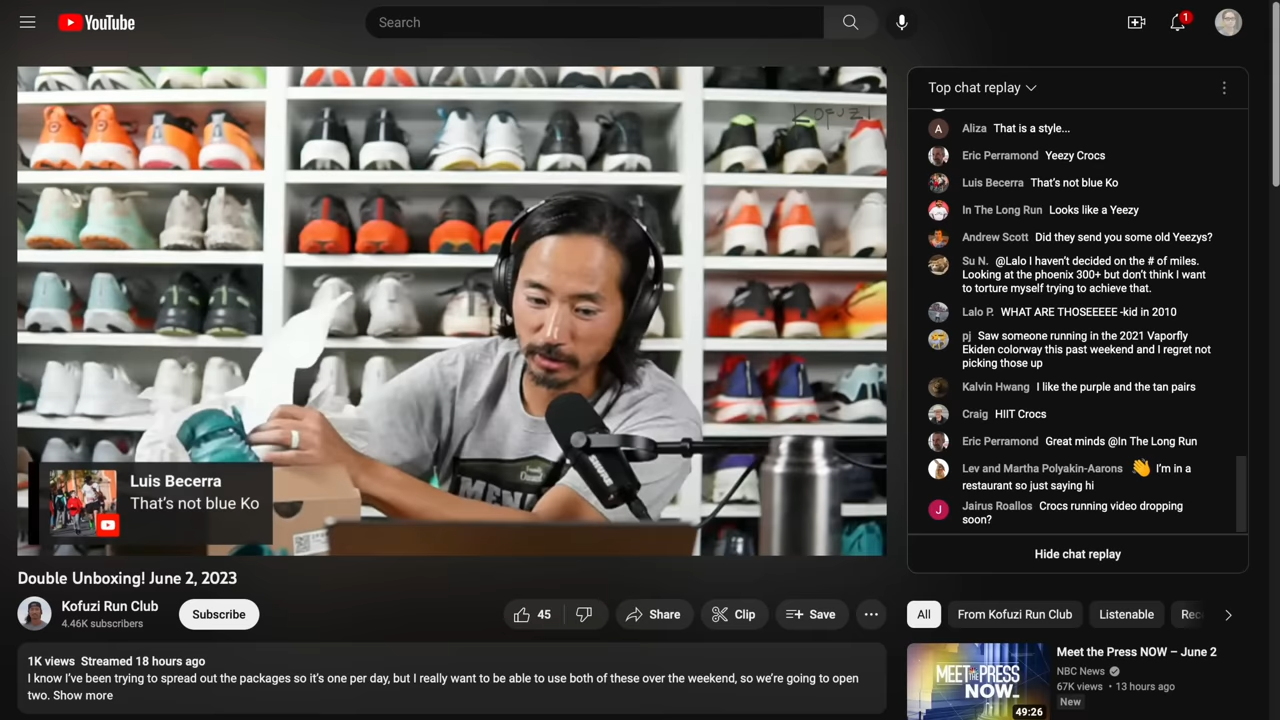 YouTube
Search
1
KOFUZI
Luis Becerra
That's not blue Ko
Double Unboxing! June 2, 2023
Kofuzi Run Club
4.46K subscribers
Subscribe
45
Share
Clip
Save
1K views Streamed 18 hours ago
I know I've been trying to spread out the packages so it's one per day, but I really want to be able to use both of these over the weekend, so we're going to open
two. Show more
Top chat replay
Aliza That is a style...
Eric Perramond Yeezy Crocs
Luis Becerra That's not blue Ko
In The Long Run Looks like a Yeezy
Andrew Scott Did they send you some old Yeezys?
Su N. @Lalo I haven't decided on the # of miles.
Looking at the phoenix 300+ but don't think I want
to torture myself trying to achieve that.
Lalo P. WHAT ARE THOSEEEEE -kid in 2010
pj Saw someone running in the 2021 Vaporfly
Ekiden colorway this past weekend and I regret not
picking those up
Kalvin Hwang I like the purple and the tan pairs
Craig HIIT Crocs
Eric Perramond Great minds @In The Long Run
Lev and Martha Polyakin-Aarons 👋 I'm in a
restaurant so just saying hi
Jairus Roallos Crocs running video dropping
soon?
Hide chat replay
All
From Kofuzi Run Club
Listenable
Rec
MEET THE PRESS
NOW
49:26
Meet the Press NOW – June 2
NBC News
67K views • 13 hours ago
New